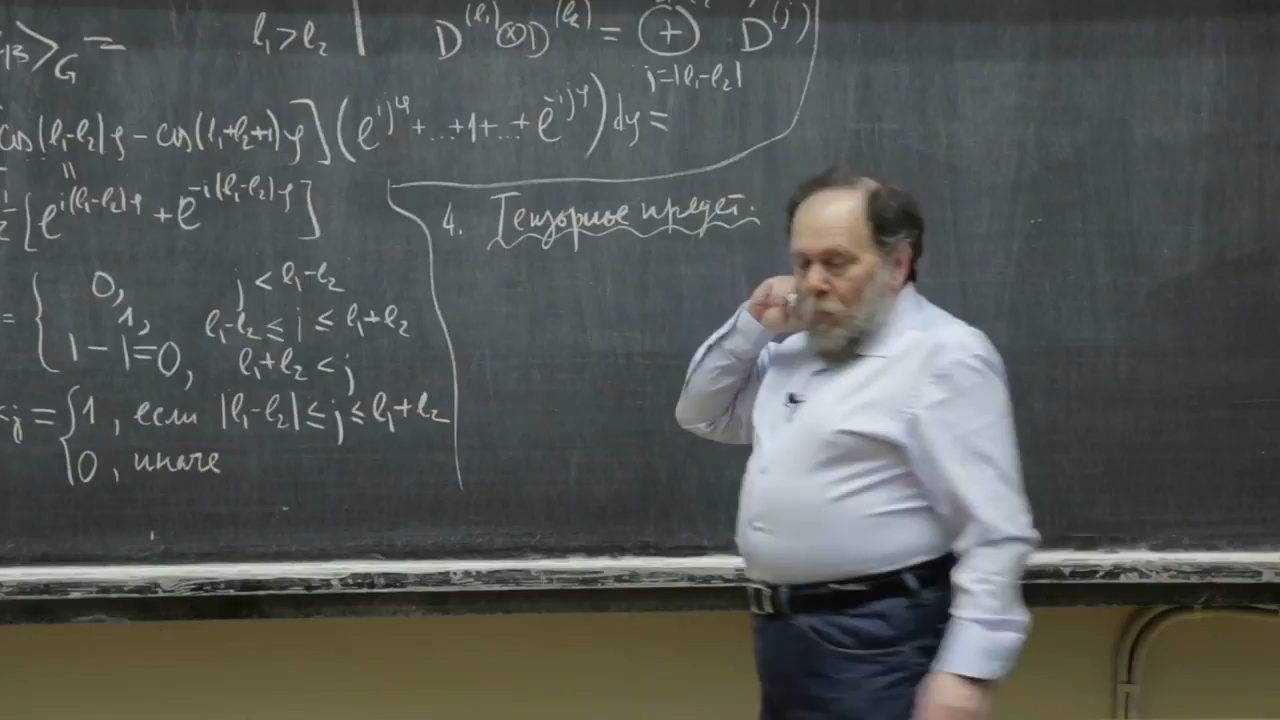 >_G =
l₁ > l₂
D^(l₁) ⊗ D^(l₂) = ⊕_{j=|l₁-l₂|} D^(j)
cos(l₁-l₂)φ - cos(l₁+l₂+1)φ](e^{ijφ}+...+1+...+e^{-ijφ})dφ =
[e^{i(l₁-l₂)φ} + e^{-i(l₁-l₂)φ}]
4. Тензорные предст.
= { 0, j < l₁-l₂
1, l₁-l₂ ≤ j ≤ l₁+l₂
1-1=0, l₁+l₂ < j
j = { 1, если |l₁-l₂| ≤ j ≤ l₁+l₂
0, иначе